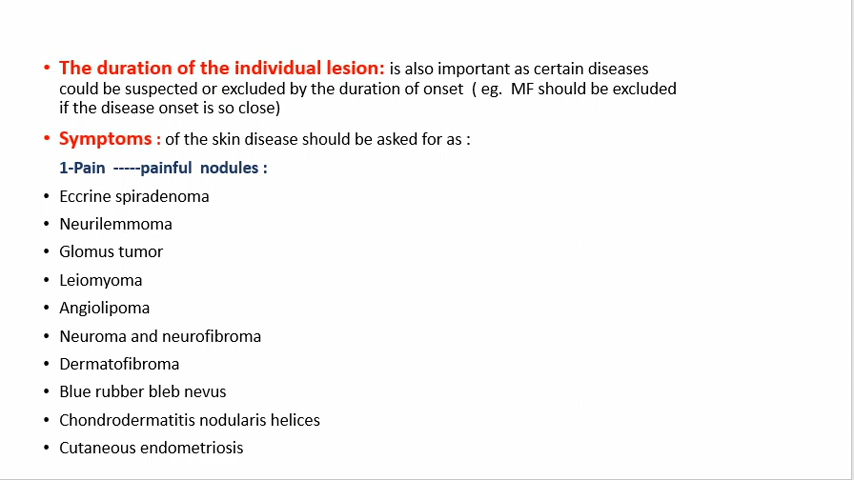 • The duration of the individual lesion: is also important as certain diseases
could be suspected or excluded by the duration of onset ( eg. MF should be excluded
if the disease onset is so close)
• Symptoms : of the skin disease should be asked for as :
1-Pain -----painful nodules :
• Eccrine spiradenoma
• Neurilemmoma
• Glomus tumor
• Leiomyoma
• Angiolipoma
• Neuroma and neurofibroma
• Dermatofibroma
• Blue rubber bleb nevus
• Chondrodermatitis nodularis helices
• Cutaneous endometriosis